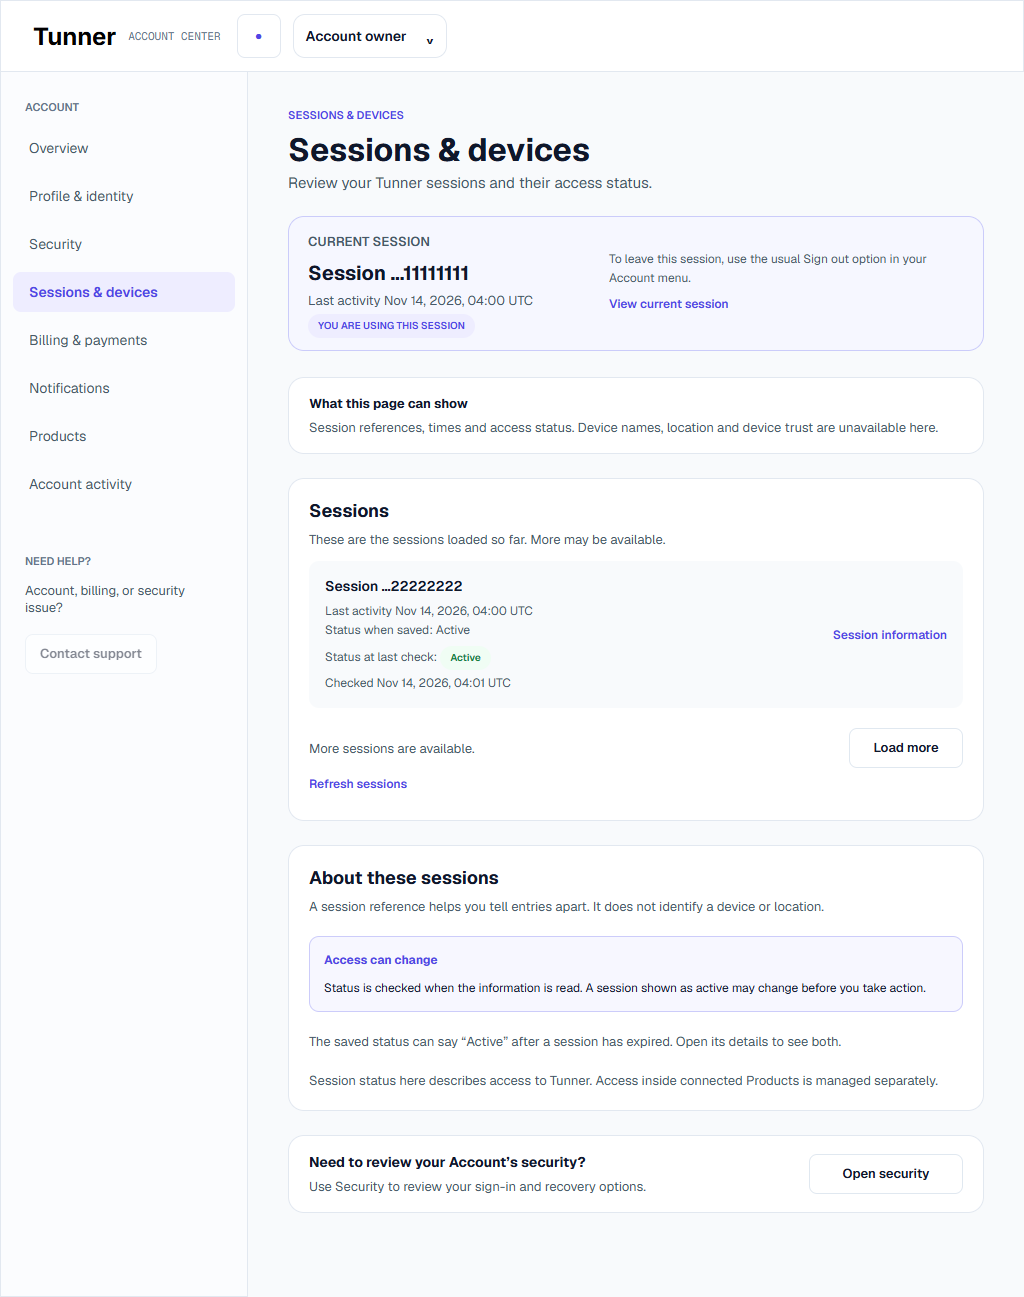 Tunner ACCOUNT CENTER Account owner v
ACCOUNT
Overview
Profile & identity
Security
Sessions & devices
Billing & payments
Notifications
Products
Account activity
NEED HELP?
Account, billing, or security
issue?
Contact support
SESSIONS & DEVICES
Sessions & devices
Review your Tunner sessions and their access status.
CURRENT SESSION
Session …11111111
Last activity Nov 14, 2026, 04:00 UTC
YOU ARE USING THIS SESSION
To leave this session, use the usual Sign out option in your
Account menu.
View current session
What this page can show
Session references, times and access status. Device names, location and device trust are unavailable here.
Sessions
These are the sessions loaded so far. More may be available.
Session …22222222
Last activity Nov 14, 2026, 04:00 UTC
Status when saved: Active
Status at last check: Active
Checked Nov 14, 2026, 04:01 UTC
Session information
More sessions are available.
Load more
Refresh sessions
About these sessions
A session reference helps you tell entries apart. It does not identify a device or location.
Access can change
Status is checked when the information is read. A session shown as active may change before you take action.
The saved status can say “Active” after a session has expired. Open its details to see both.
Session status here describes access to Tunner. Access inside connected Products is managed separately.
Need to review your Account’s security?
Use Security to review your sign-in and recovery options.
Open security